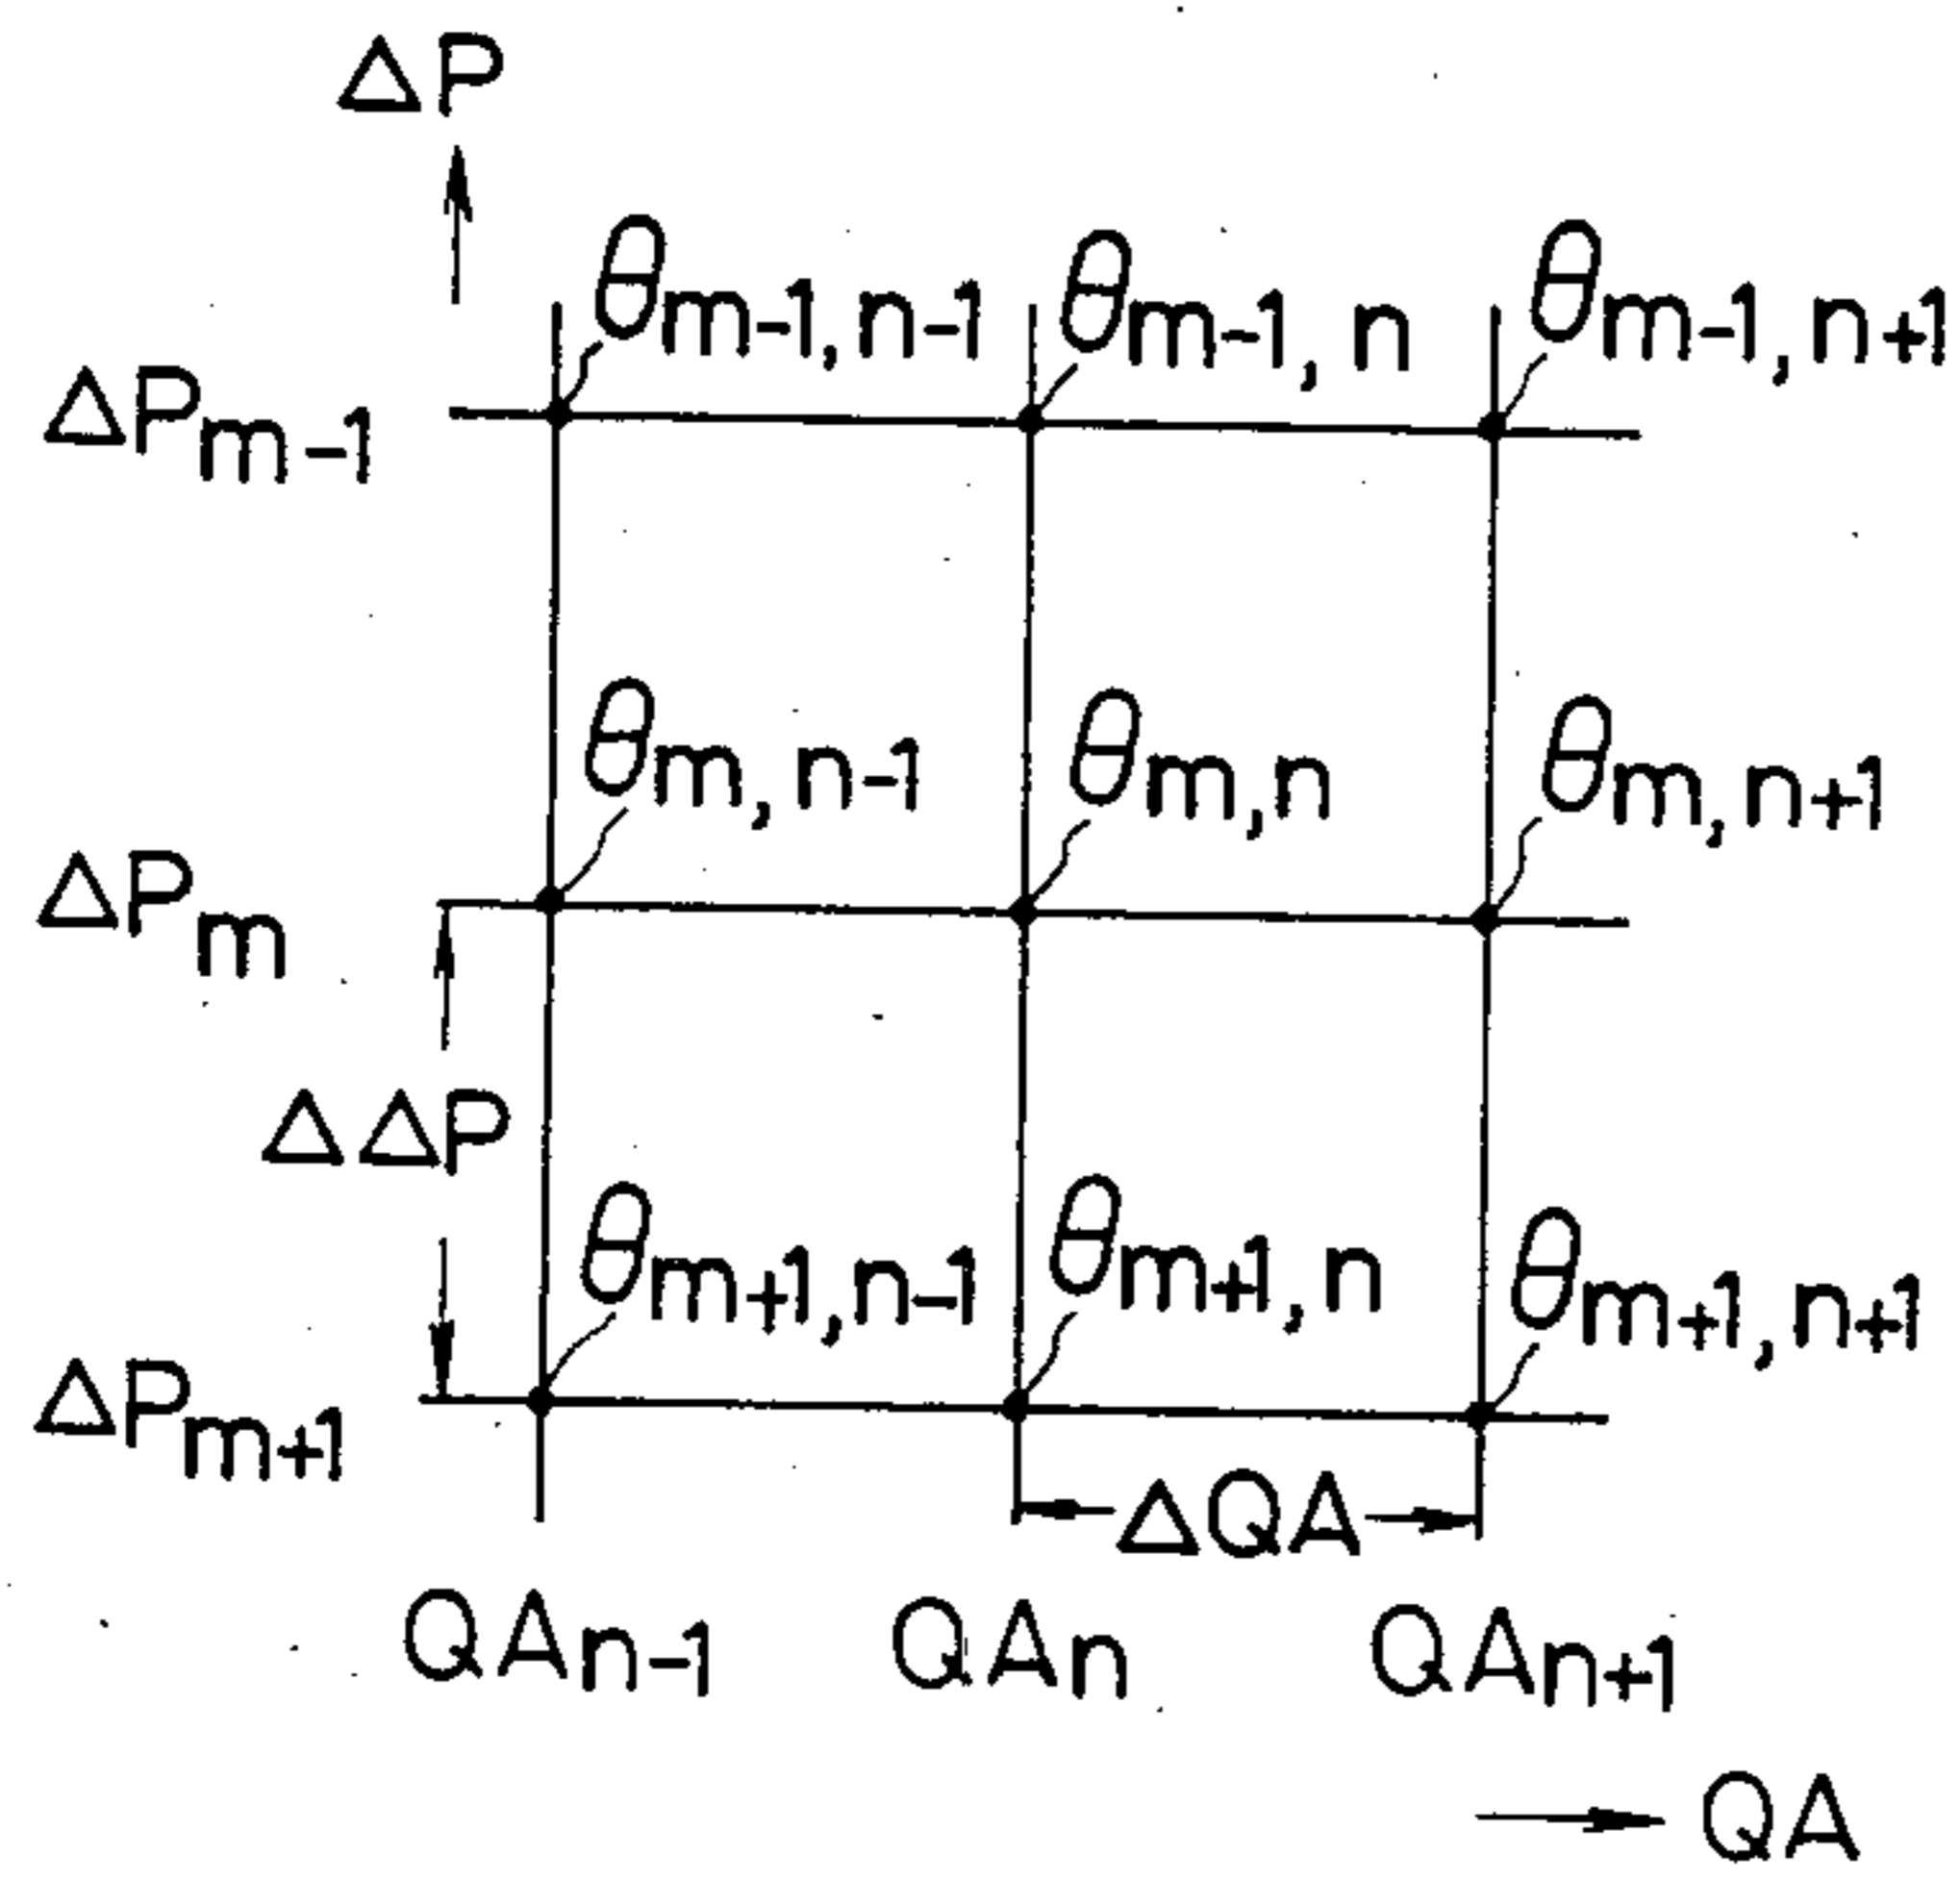 ΔP
θm-1,n-1 θm-1,n θm-1,n+1
ΔPm-1
θm,n-1 θm,n θm,n+1
ΔPm
ΔΔP
θm+1,n-1 θm+1,n θm+1,n+1
ΔPm+1
ΔQA
QAn-1 QAn QAn+1
QA